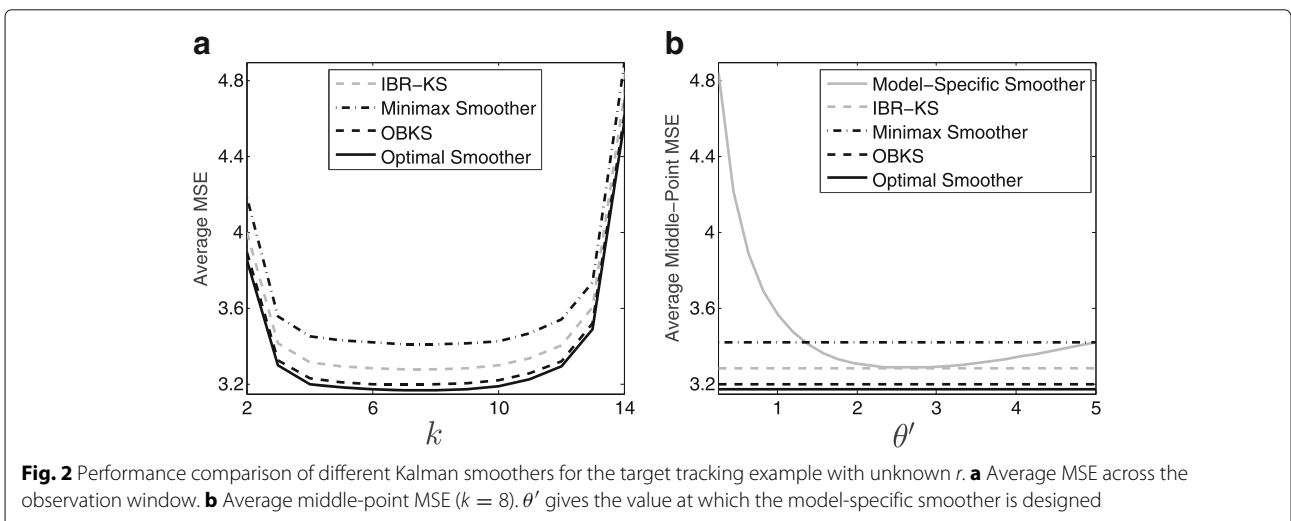 a
4.8
4.4
4
3.6
3.2
Average MSE
IBR-KS
Minimax Smoother
OBKS
Optimal Smoother
2 6 10 14
k
b
4.8
4.4
4
3.6
3.2
Average Middle-Point MSE
Model-Specific Smoother
IBR-KS
Minimax Smoother
OBKS
Optimal Smoother
1 2 3 4 5
θ′
Fig. 2 Performance comparison of different Kalman smoothers for the target tracking example with unknown r. a Average MSE across the
observation window. b Average middle-point MSE (k = 8). θ′ gives the value at which the model-specific smoother is designed